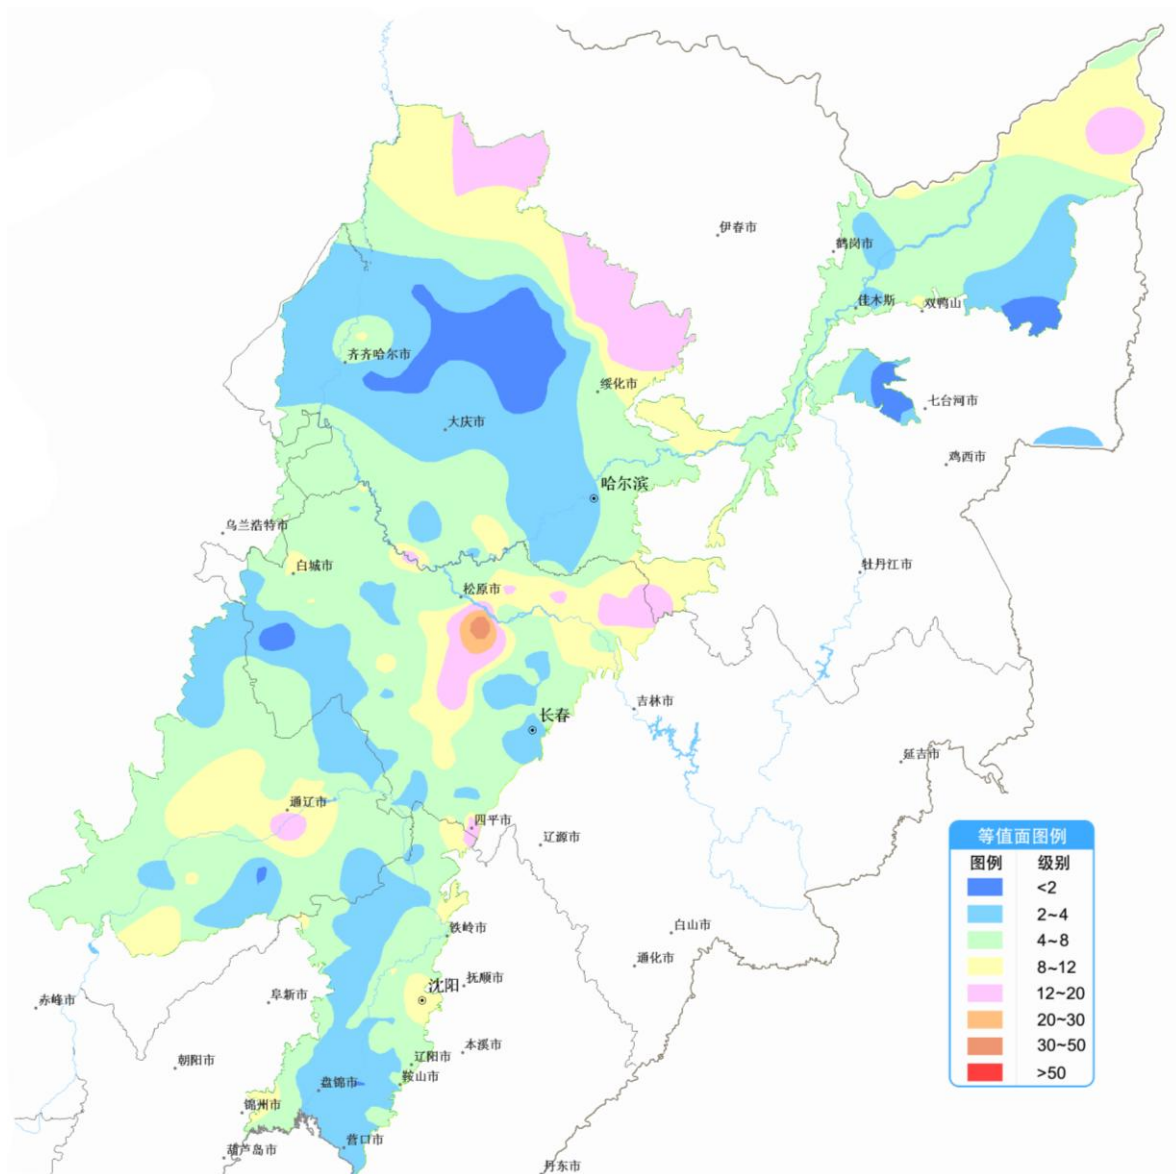 伊春市
鹤岗市
佳木斯
双鸭山
齐齐哈尔市
绥化市
七台河市
大庆市
鸡西市
哈尔滨
乌兰浩特市
白城市
牡丹江市
松原市
吉林市
长春
延吉市
通辽市
四平市
辽源市
等值面图例
图例 级别
<2
2~4
4~8
8~12
12~20
20~30
30~50
>50
铁岭市
白山市
通化市
抚顺市
沈阳
阜新市
赤峰市
本溪市
辽阳市
朝阳市
鞍山市
盘锦市
锦州市
营口市
葫芦岛市
丹东市